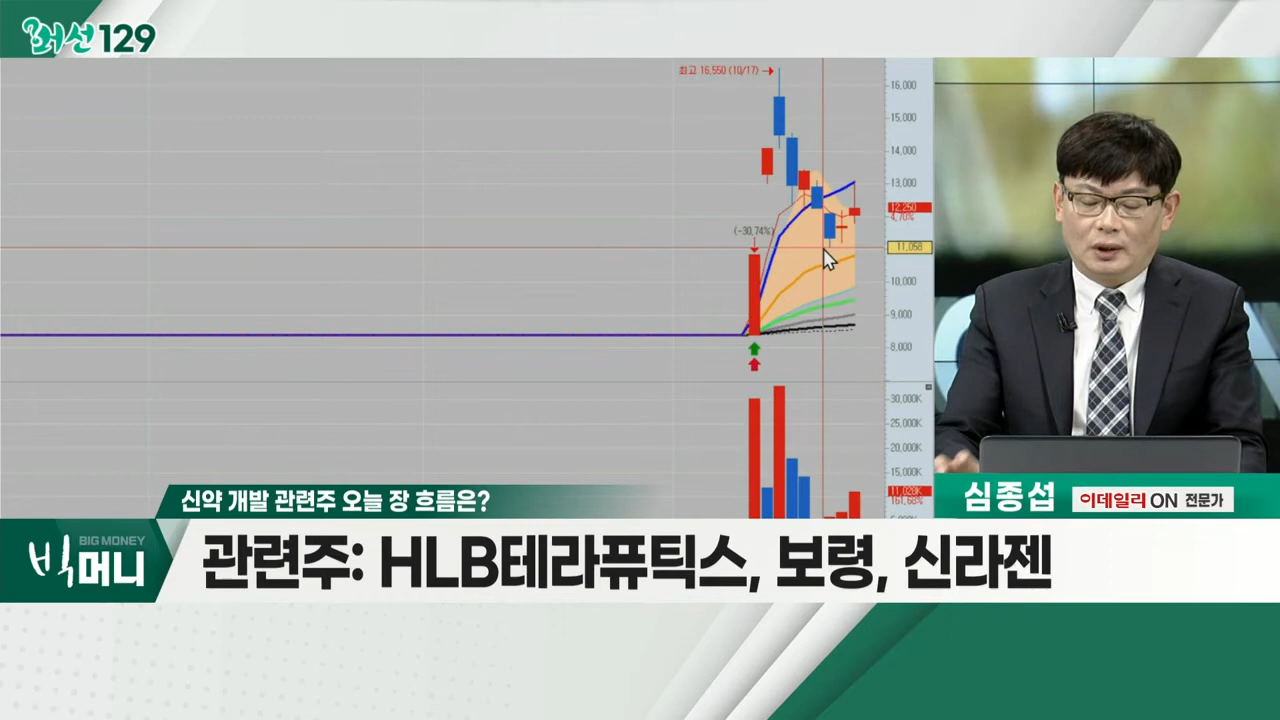 최선129
최고 16,550 (10/17)
16,000
15,000
14,000
13,000
12,250
4,70%
(-30,74%)
11,058
10,000
9,000
8,000
30,000K
25,000K
20,000K
15,000K
11,028K
161,68%
신약 개발 관련주 오늘 장 흐름은?
심종섭 이데일리ON 전문가
BIG MONEY
빅머니
관련주: HLB테라퓨틱스, 보령, 신라젠